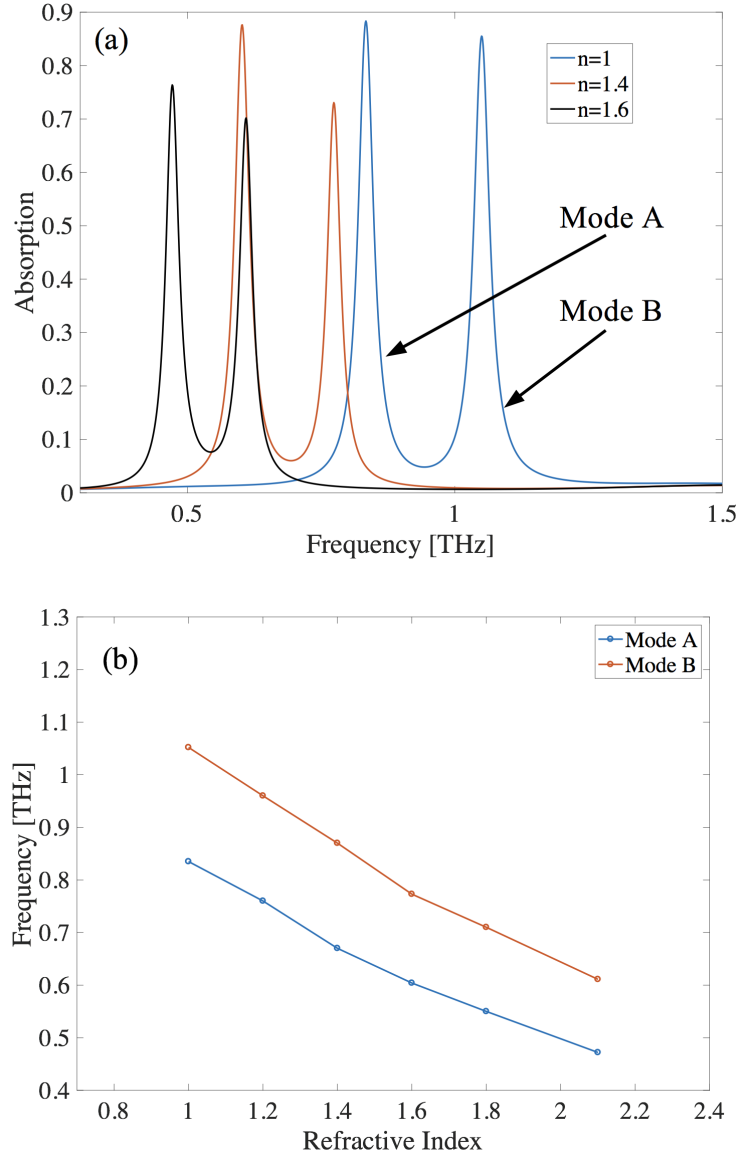 (a)
0.9
0.8
0.7
0.6
0.5
0.4
0.3
0.2
0.1
0
Absorption
n=1
n=1.4
n=1.6
Mode A
Mode B
0.5
1
1.5
Frequency [THz]
(b)
1.3
1.2
1.1
1
0.9
0.8
0.7
0.6
0.5
0.4
Frequency [THz]
Mode A
Mode B
0.8
1
1.2
1.4
1.6
1.8
2
2.2
2.4
Refractive Index